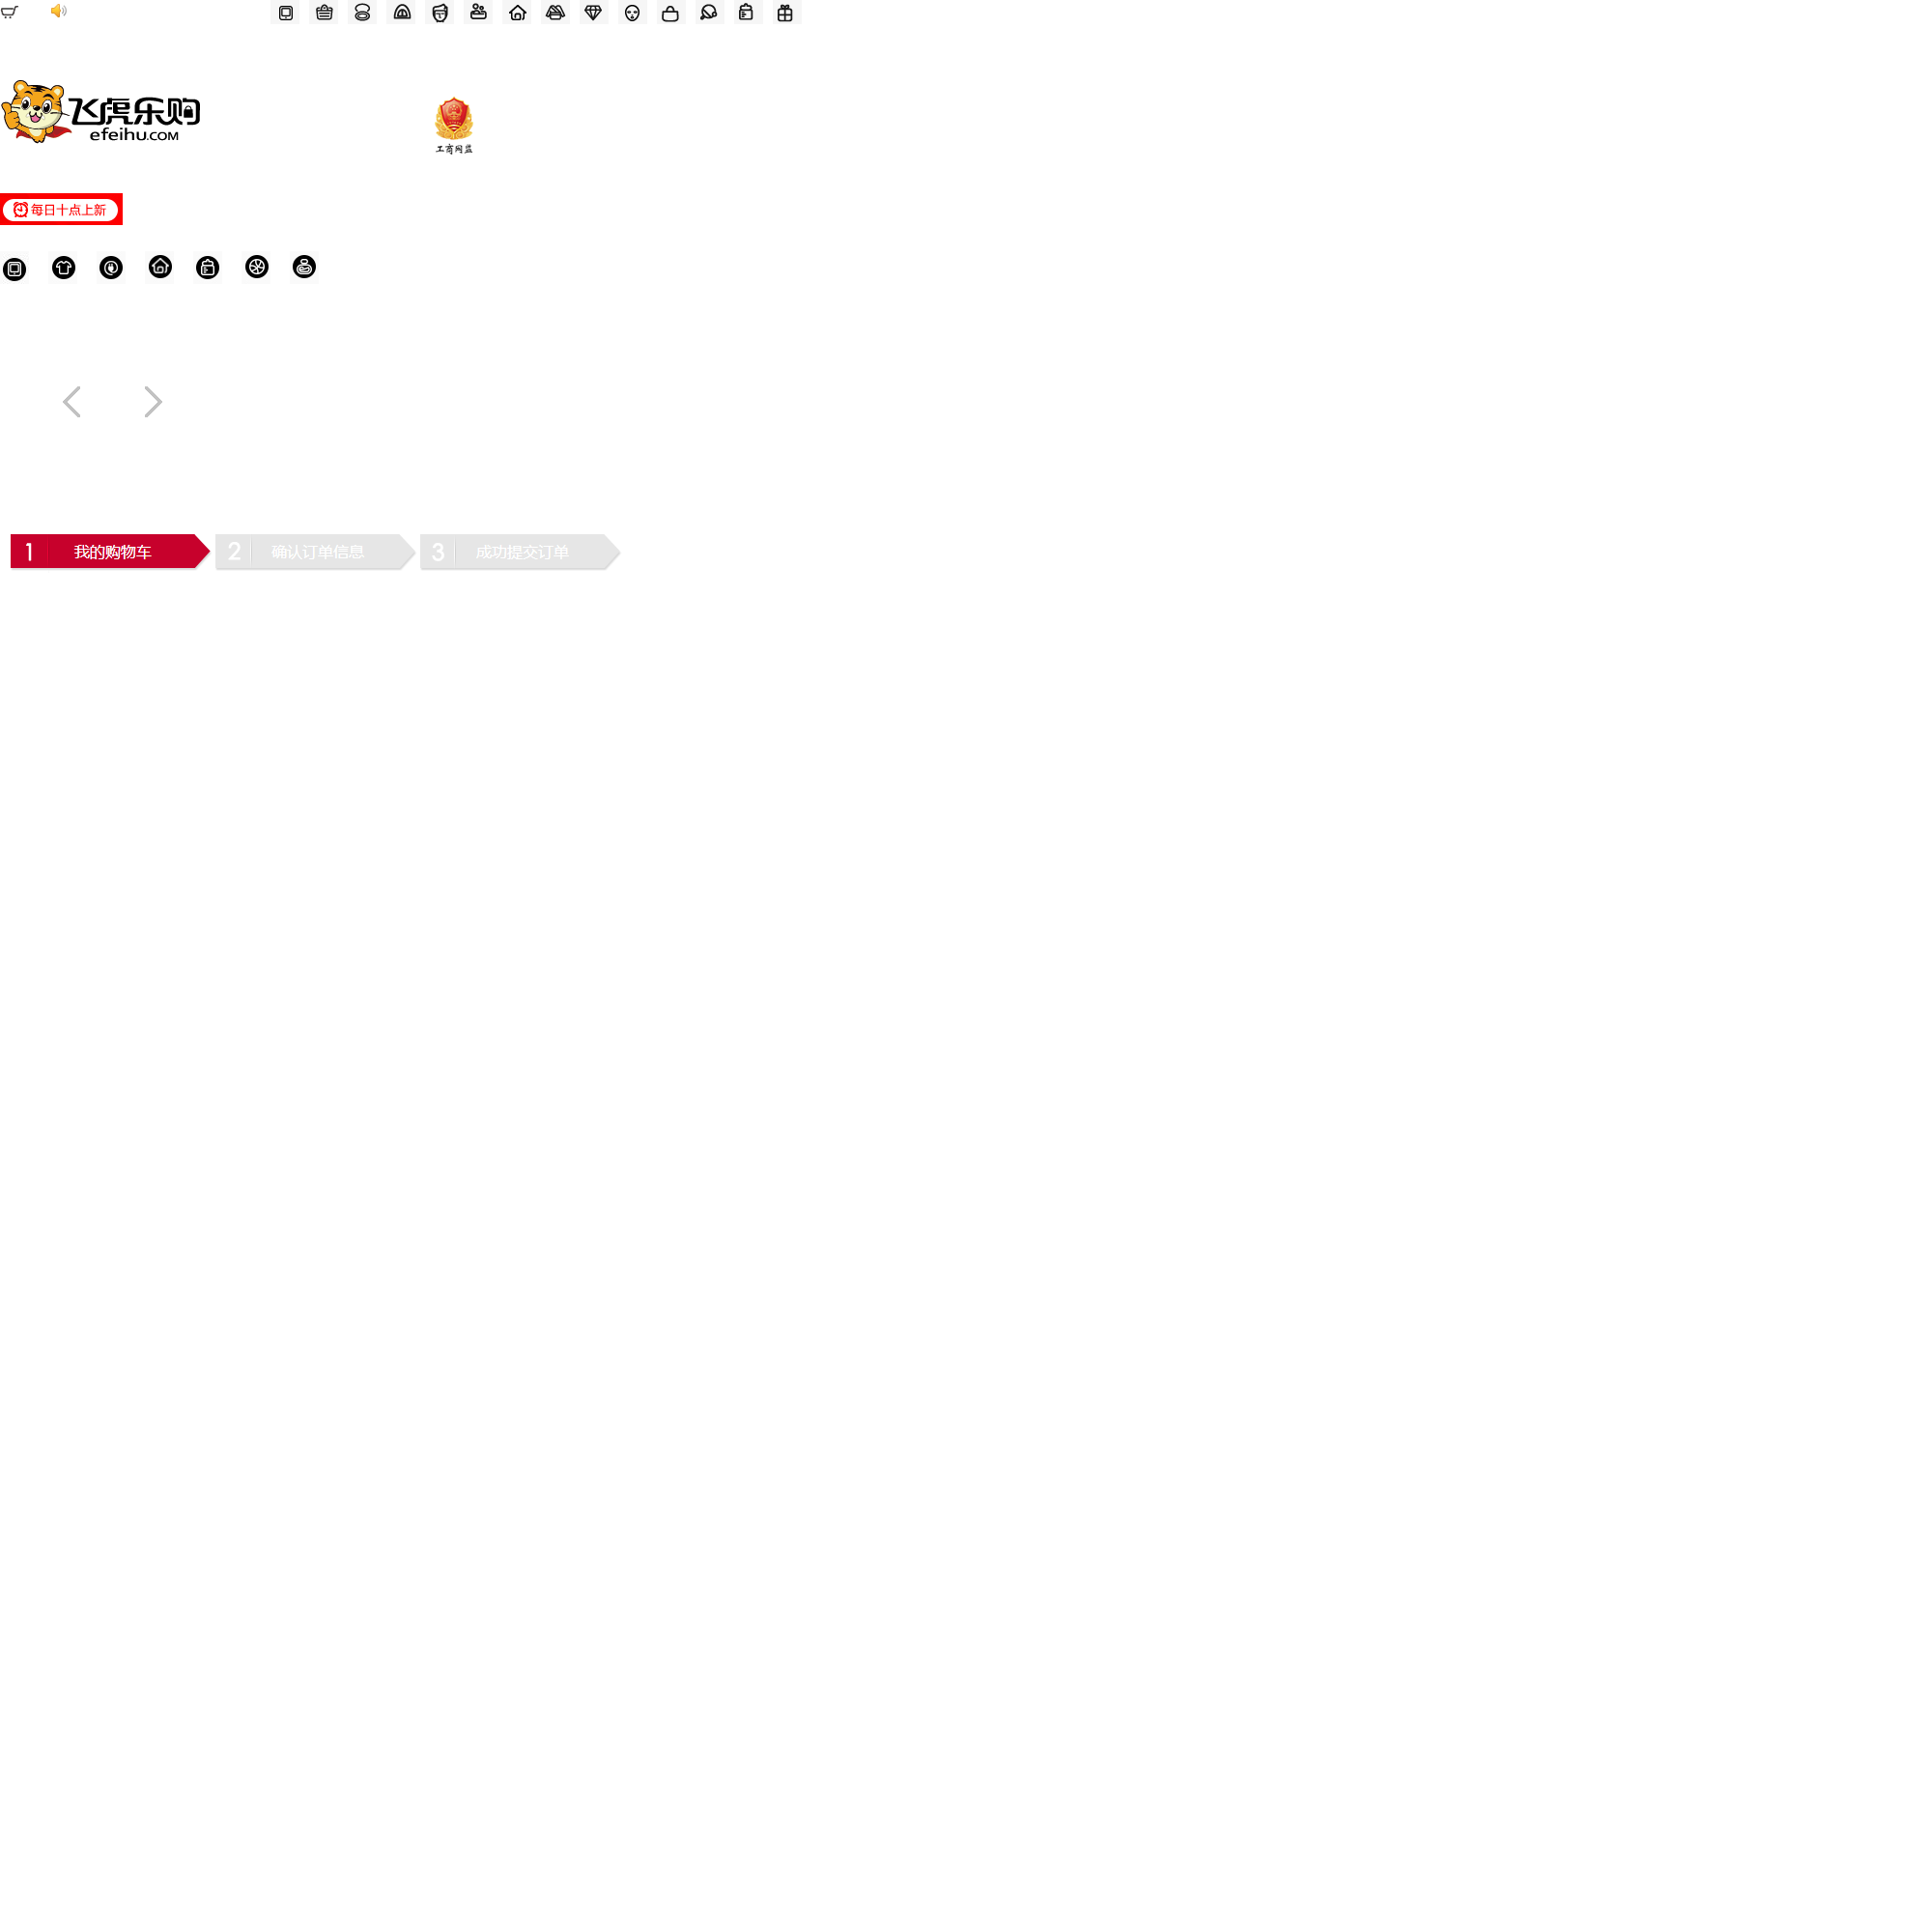 飞虎乐购
efeihu.com
工商网监
每日十点上新
1 我的购物车
2 确认订单信息
3 成功提交订单